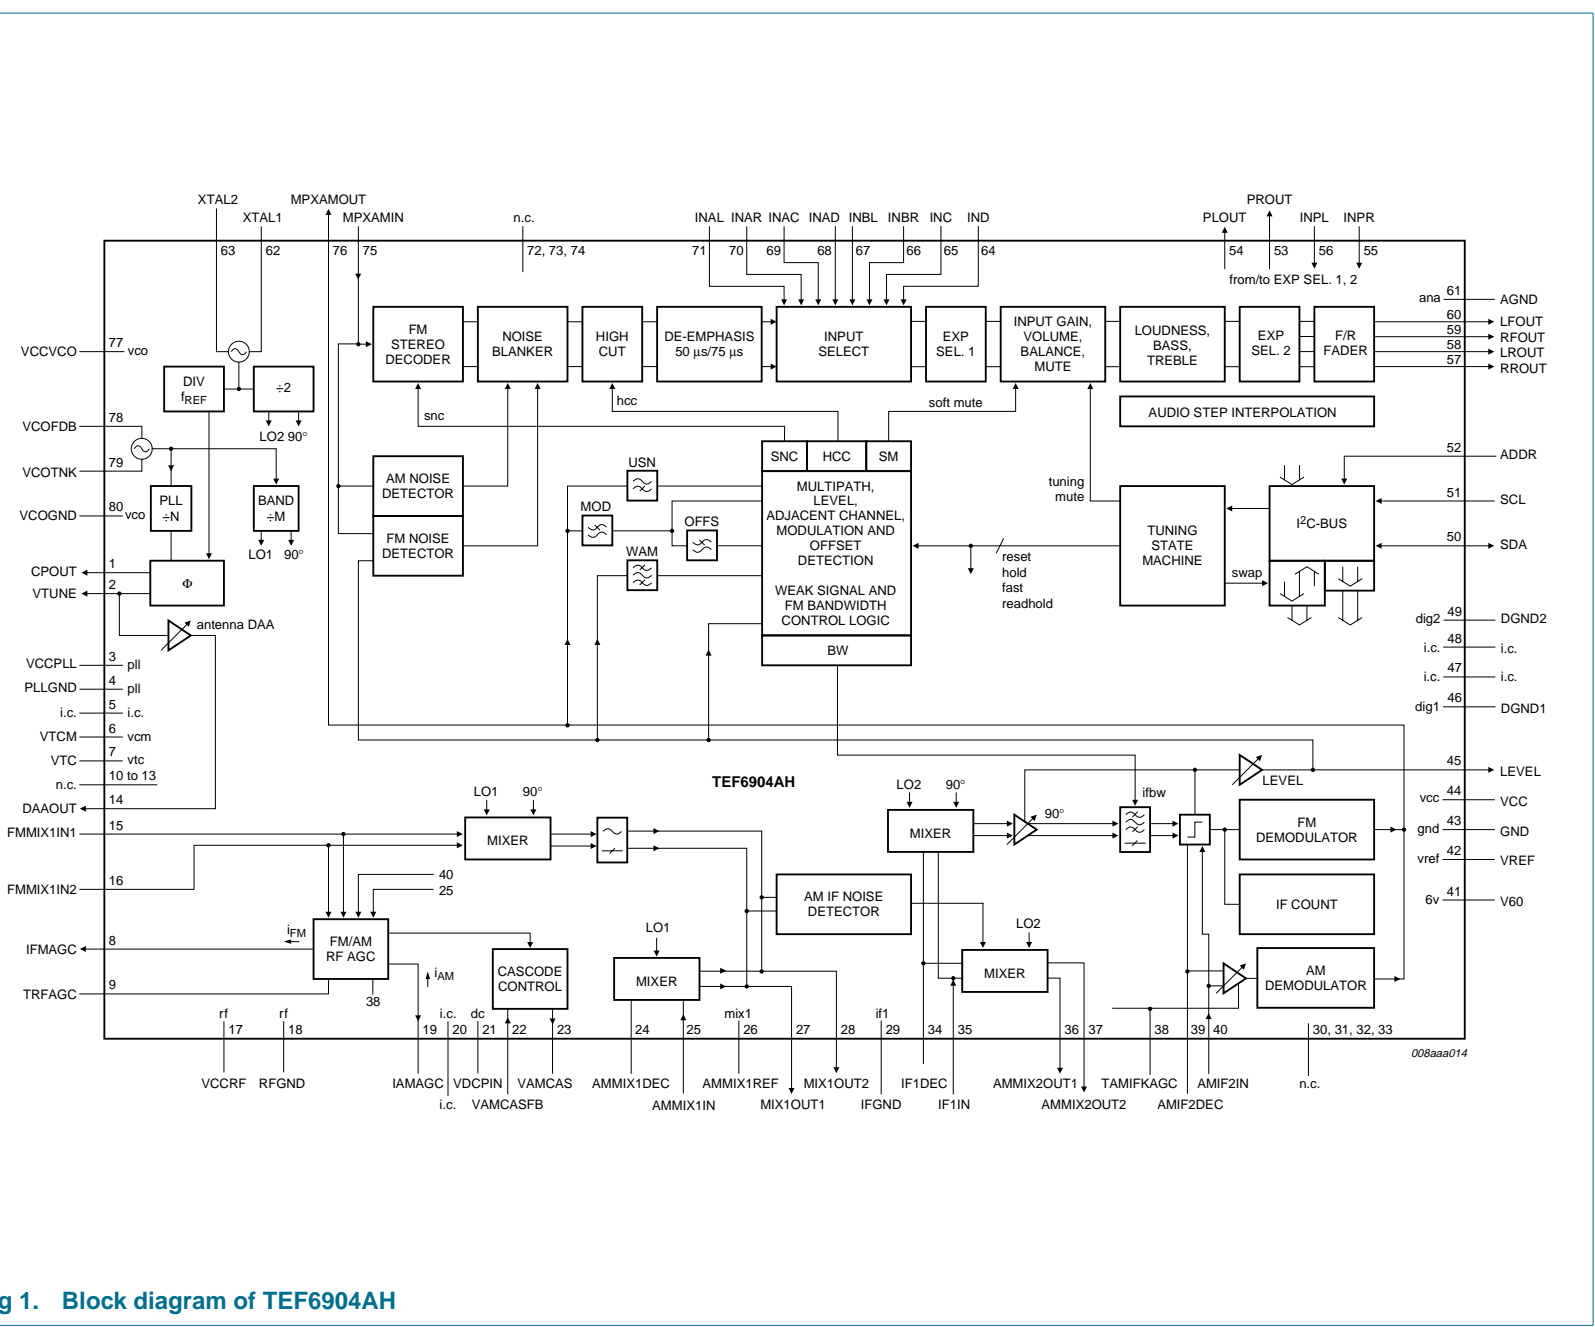 XTAL2
MPXAMOUT
PROUT
XTAL1
MPXAMIN
n.c.
INAL
INAR
INAC
INAD
INBL
INBR
INC
IND
PLOUT
INPL
INPR
63
62
76
75
72, 73, 74
71
70
69
68
67
66
65
64
54
53
56
55
from/to EXP SEL. 1, 2
ana
61
AGND
60
LFOUT
59
RFOUT
58
LROUT
57
RROUT
77
VCCVCO
vco
FM
STEREO
DECODER
NOISE
BLANKER
HIGH
CUT
DE-EMPHASIS
50 μs/75 μs
INPUT
SELECT
EXP
SEL. 1
INPUT GAIN,
VOLUME,
BALANCE,
MUTE
LOUDNESS,
BASS,
TREBLE
EXP
SEL. 2
F/R
FADER
DIV
fREF
÷2
LO2 90°
snc
hcc
soft mute
AUDIO STEP INTERPOLATION
78
VCOFDB
79
VCOTNK
80
VCOGND
vco
PLL
÷N
BAND
÷M
LO1
90°
AM NOISE
DETECTOR
FM NOISE
DETECTOR
USN
MOD
OFFS
WAM
SNC
HCC
SM
MULTIPATH,
LEVEL,
ADJACENT CHANNEL,
MODULATION AND
OFFSET
DETECTION
WEAK SIGNAL AND
FM BANDWIDTH
CONTROL LOGIC
BW
tuning
mute
reset
hold
fast
readhold
TUNING
STATE
MACHINE
swap
I2C-BUS
52
ADDR
51
SCL
50
SDA
1
CPOUT
2
VTUNE
Φ
antenna DAA
3
VCCPLL
pll
4
PLLGND
pll
5
i.c.
i.c.
6
VTCM
vcm
7
VTC
vtc
10 to 13
n.c.
14
DAAOUT
15
FMMIX1IN1
16
FMMIX1IN2
8
IFMAGC
9
TRFAGC
dig2
49
DGND2
i.c.
48
i.c.
i.c.
47
i.c.
dig1
46
DGND1
45
LEVEL
vcc
44
VCC
gnd
43
GND
vref
42
VREF
6v
41
V60
TEF6904AH
LEVEL
LO1
90°
MIXER
LO2
90°
MIXER
90°
ifbw
FM
DEMODULATOR
IF COUNT
AM
DEMODULATOR
40
25
iFM
FM/AM
RF AGC
38
iAM
CASCODE
CONTROL
LO1
MIXER
AM IF NOISE
DETECTOR
LO2
MIXER
rf
17
rf
18
19
i.c.
20
dc
21
22
23
24
25
mix1
26
27
28
if1
29
34
35
36
37
38
39
40
30, 31, 32, 33
008aaa014
VCCRF
RFGND
IAMAGC
VDCPIN
VAMCAS
AMMIX1DEC
AMMIX1REF
MIX1OUT2
IF1DEC
AMMIX2OUT1
TAMIFKAGC
AMIF2IN
n.c.
i.c.
VAMCASFB
AMMIX1IN
MIX1OUT1
IFGND
IF1IN
AMMIX2OUT2
AMIF2DEC
g 1. Block diagram of TEF6904AH